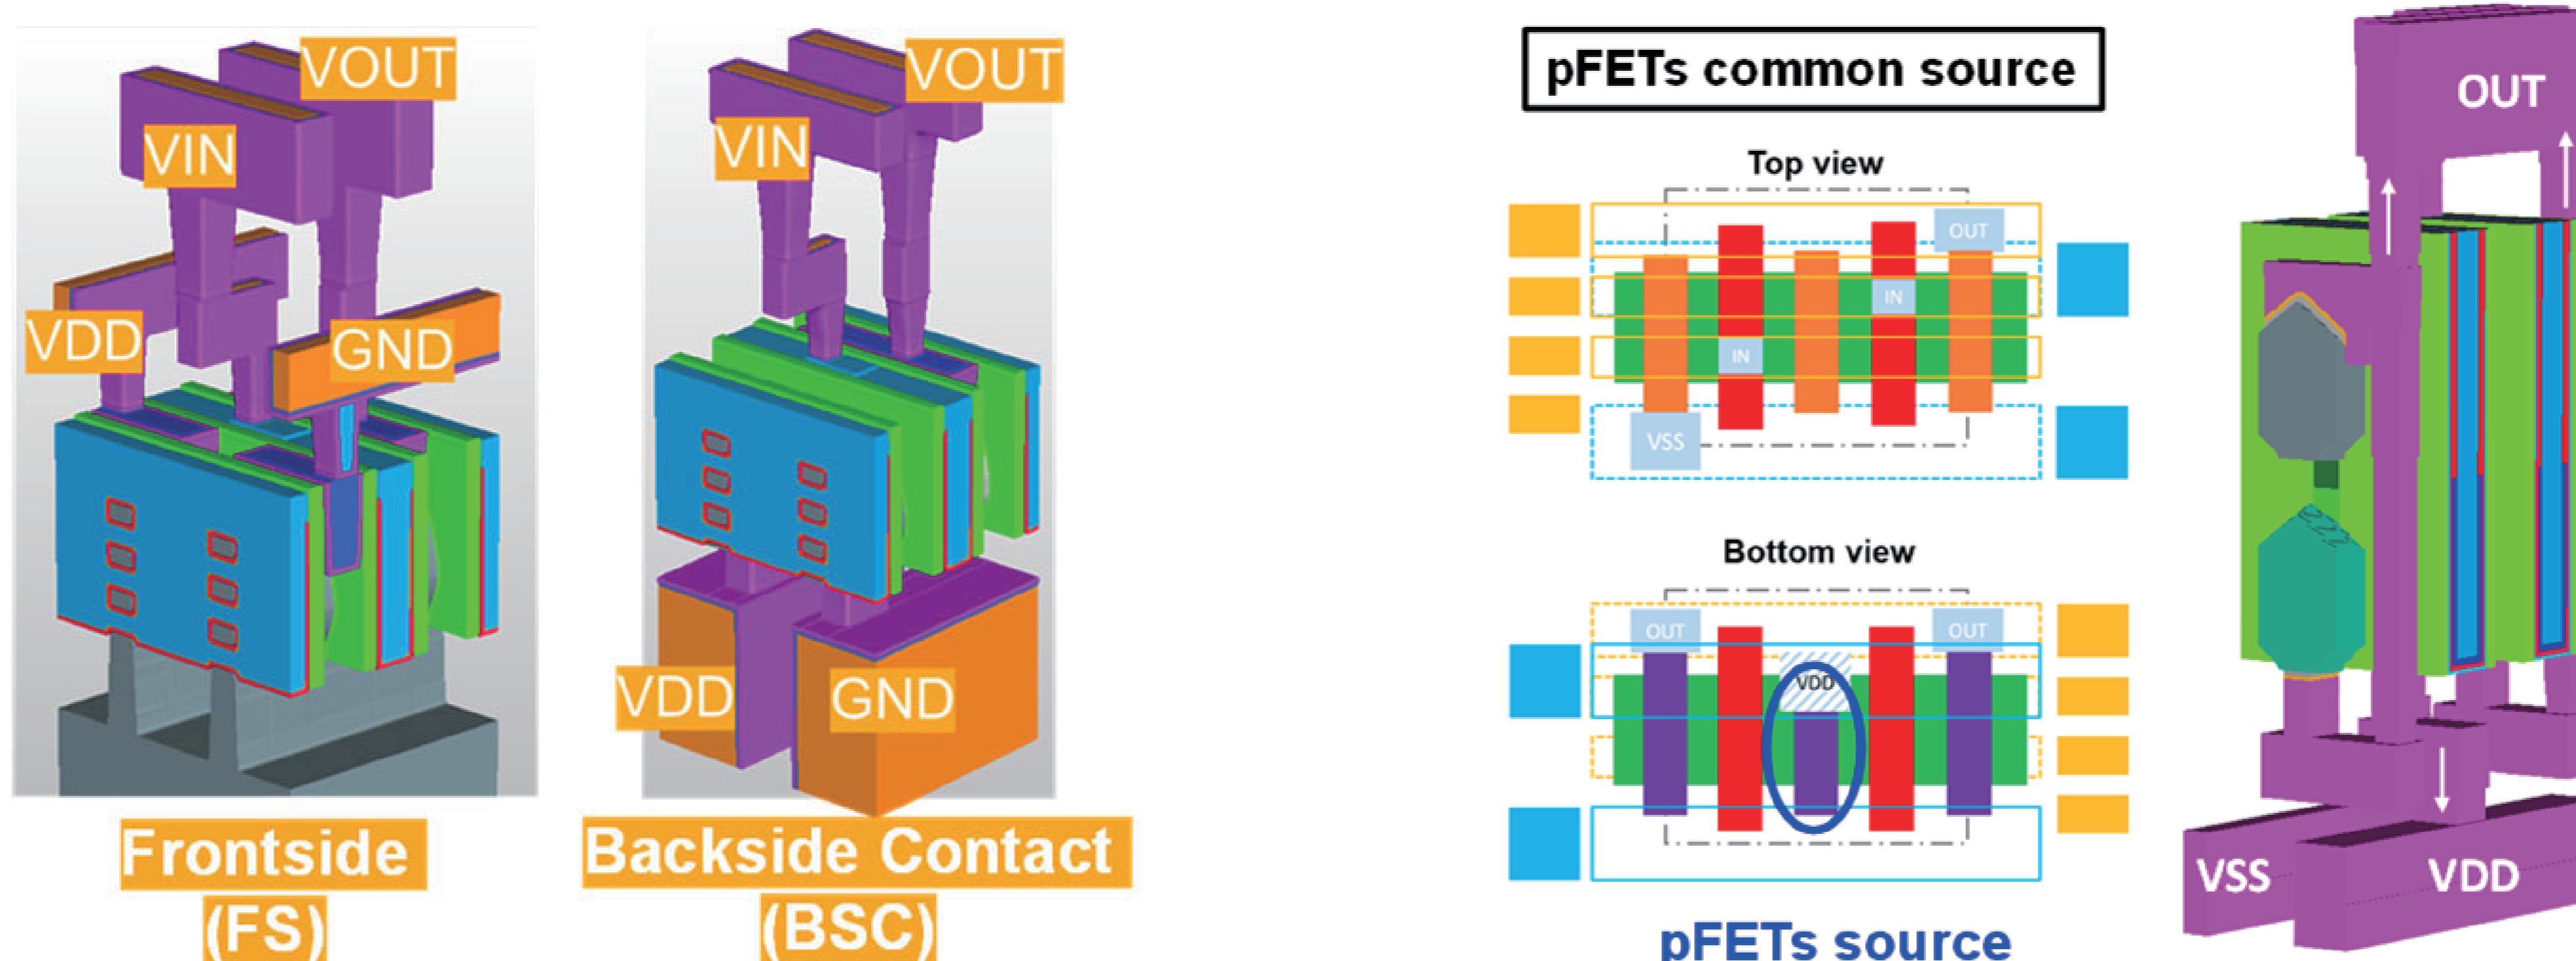 VOUT
VIN
VDD
GND
Frontside
(FS)
VOUT
VIN
VDD
GND
Backside Contact
(BSC)
pFETs common source
Top view
OUT
IN
IN
VSS
Bottom view
OUT
OUT
VDD
pFETs source
OUT
VSS
VDD